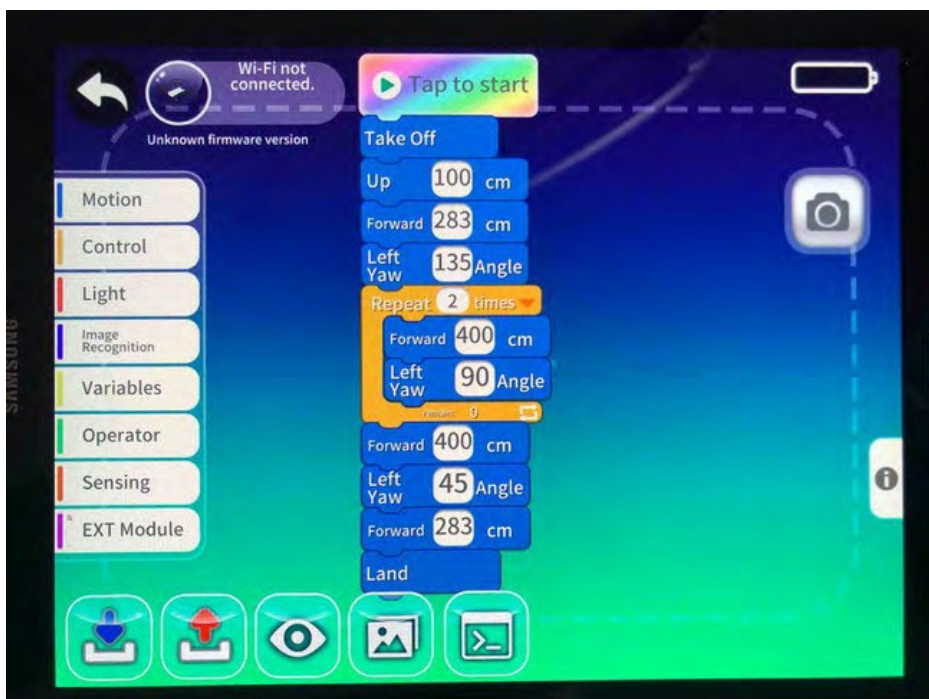 Wi-Fi not
connected.
Unknown firmware version
Tap to start
Take Off
Up 100 cm
Forward 283 cm
Left
Yaw 135 Angle
Repeat 2 times
Forward 400 cm
Left
Yaw 90 Angle
0
Forward 400 cm
Left
Yaw 45 Angle
Forward 283 cm
Land
Motion
Control
Light
Image
Recognition
Variables
Operator
Sensing
EXT Module
SAMSUNG
i